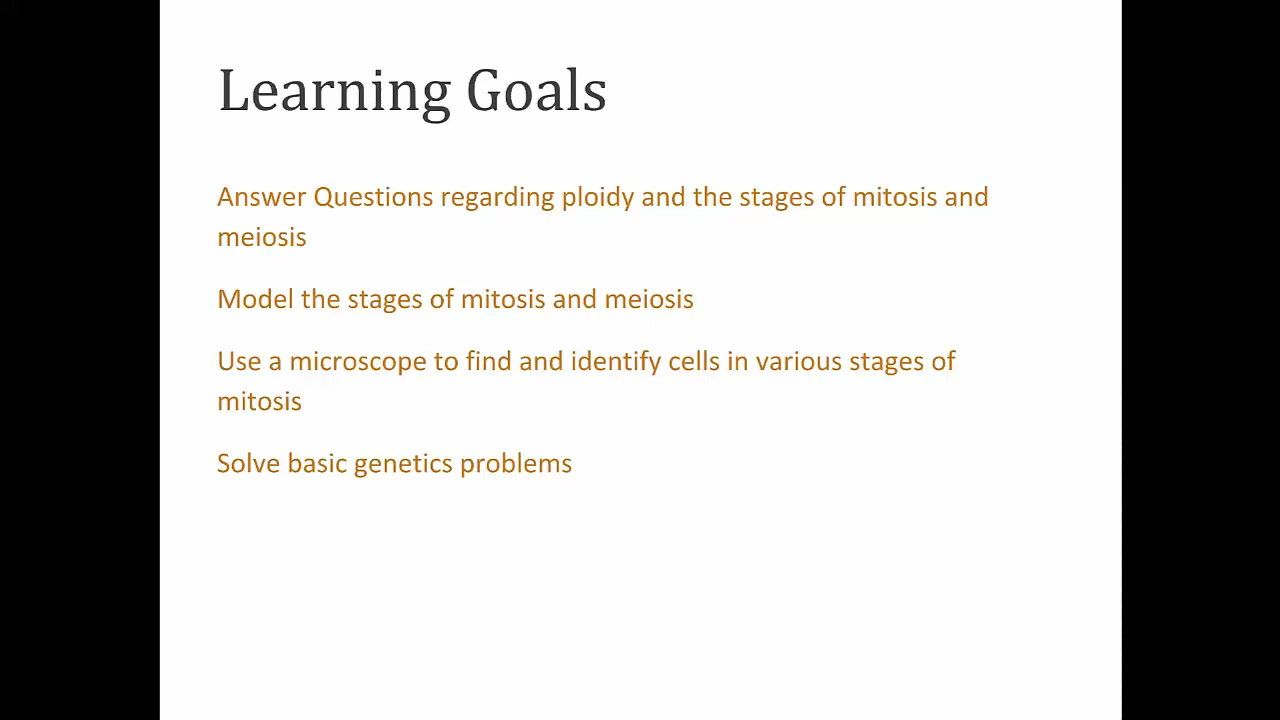 Learning Goals
Answer Questions regarding ploidy and the stages of mitosis and
meiosis
Model the stages of mitosis and meiosis
Use a microscope to find and identify cells in various stages of
mitosis
Solve basic genetics problems